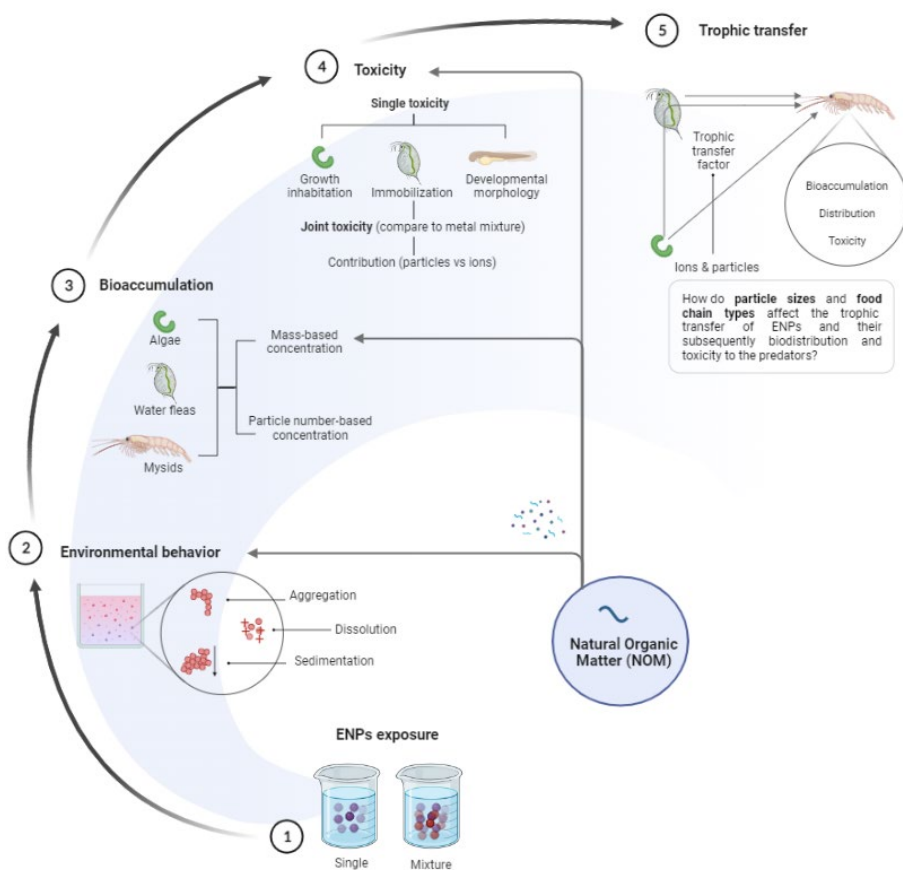 5
Trophic transfer
4
Toxicity
Single toxicity
Growth
inhabitation
Immobilization
Developmental
morphology
Joint toxicity (compare to metal mixture)
Contribution (particles vs ions)
Trophic
transfer
factor
Ions & particles
Bioaccumulation
Distribution
Toxicity
How do particle sizes and food
chain types affect the trophic
transfer of ENPs and their
subsequently biodistribution and
toxicity to the predators?
3
Bioaccumulation
Algae
Water fleas
Mysids
Mass-based
concentration
Particle number-based
concentration
2
Environmental behavior
Aggregation
Dissolution
Sedimentation
Natural Organic
Matter (NOM)
ENPs exposure
1
Single
Mixture